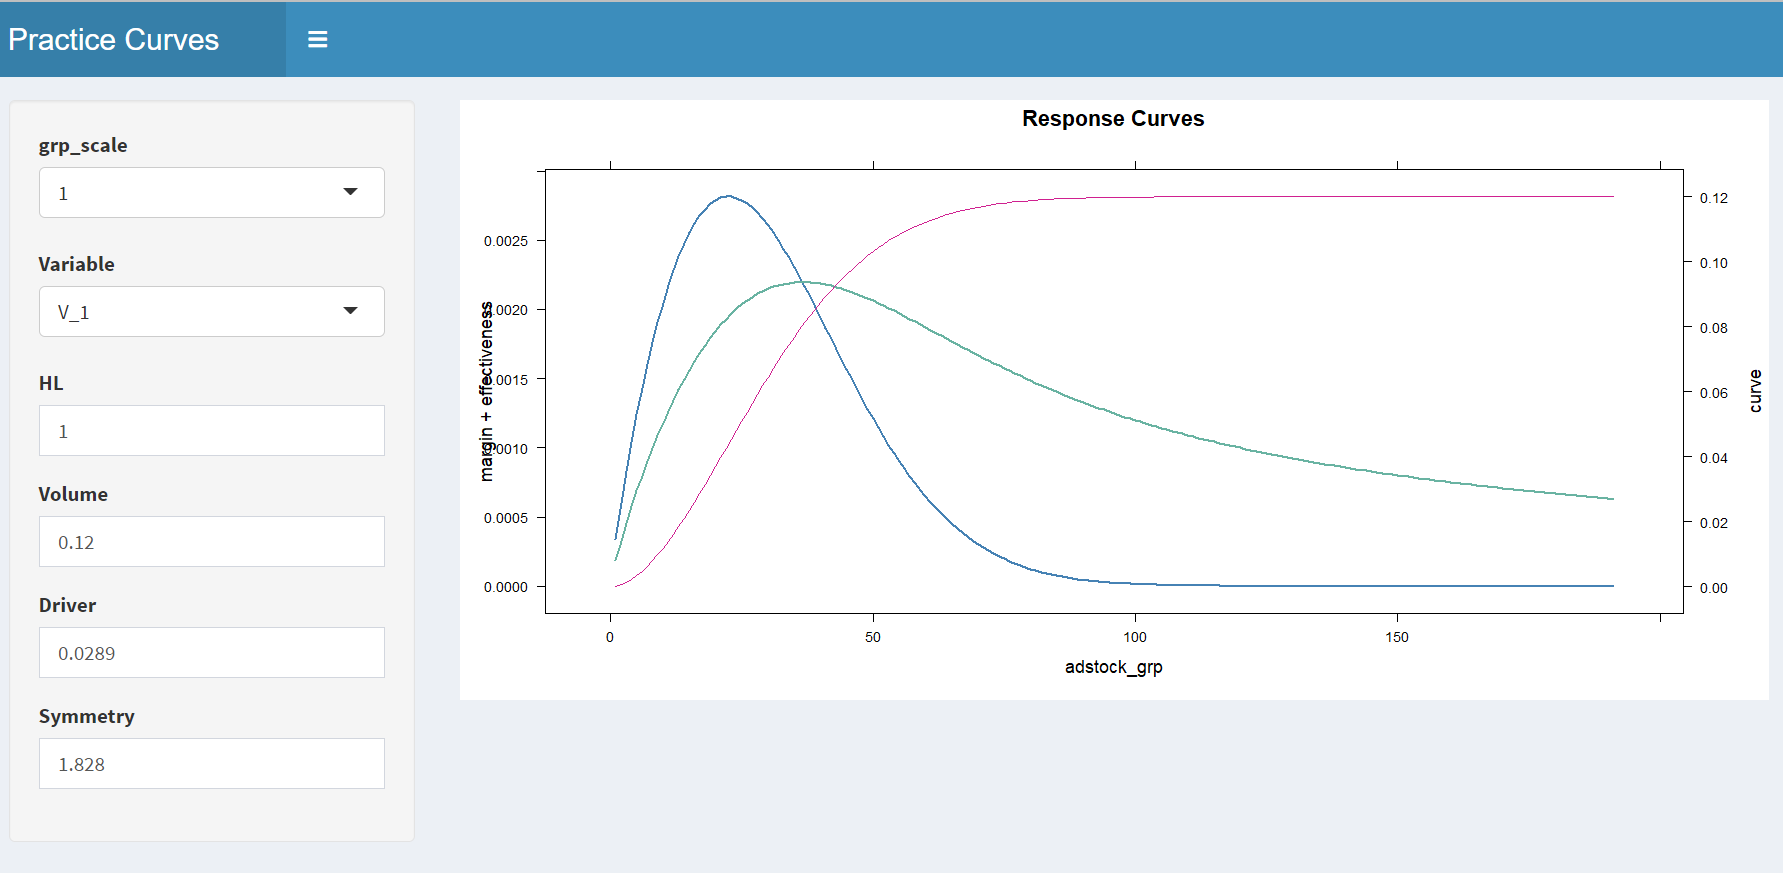 Practice Curves
grp_scale
1
Variable
V_1
HL
1
Volume
0.12
Driver
0.0289
Symmetry
1.828
Response Curves
margin + effectiveness
0.0025
0.0020
0.0015
0.0010
0.0005
0.0000
0.12
0.10
0.08
0.06
0.04
0.02
0.00
curve
0 50 100 150
adstock_grp